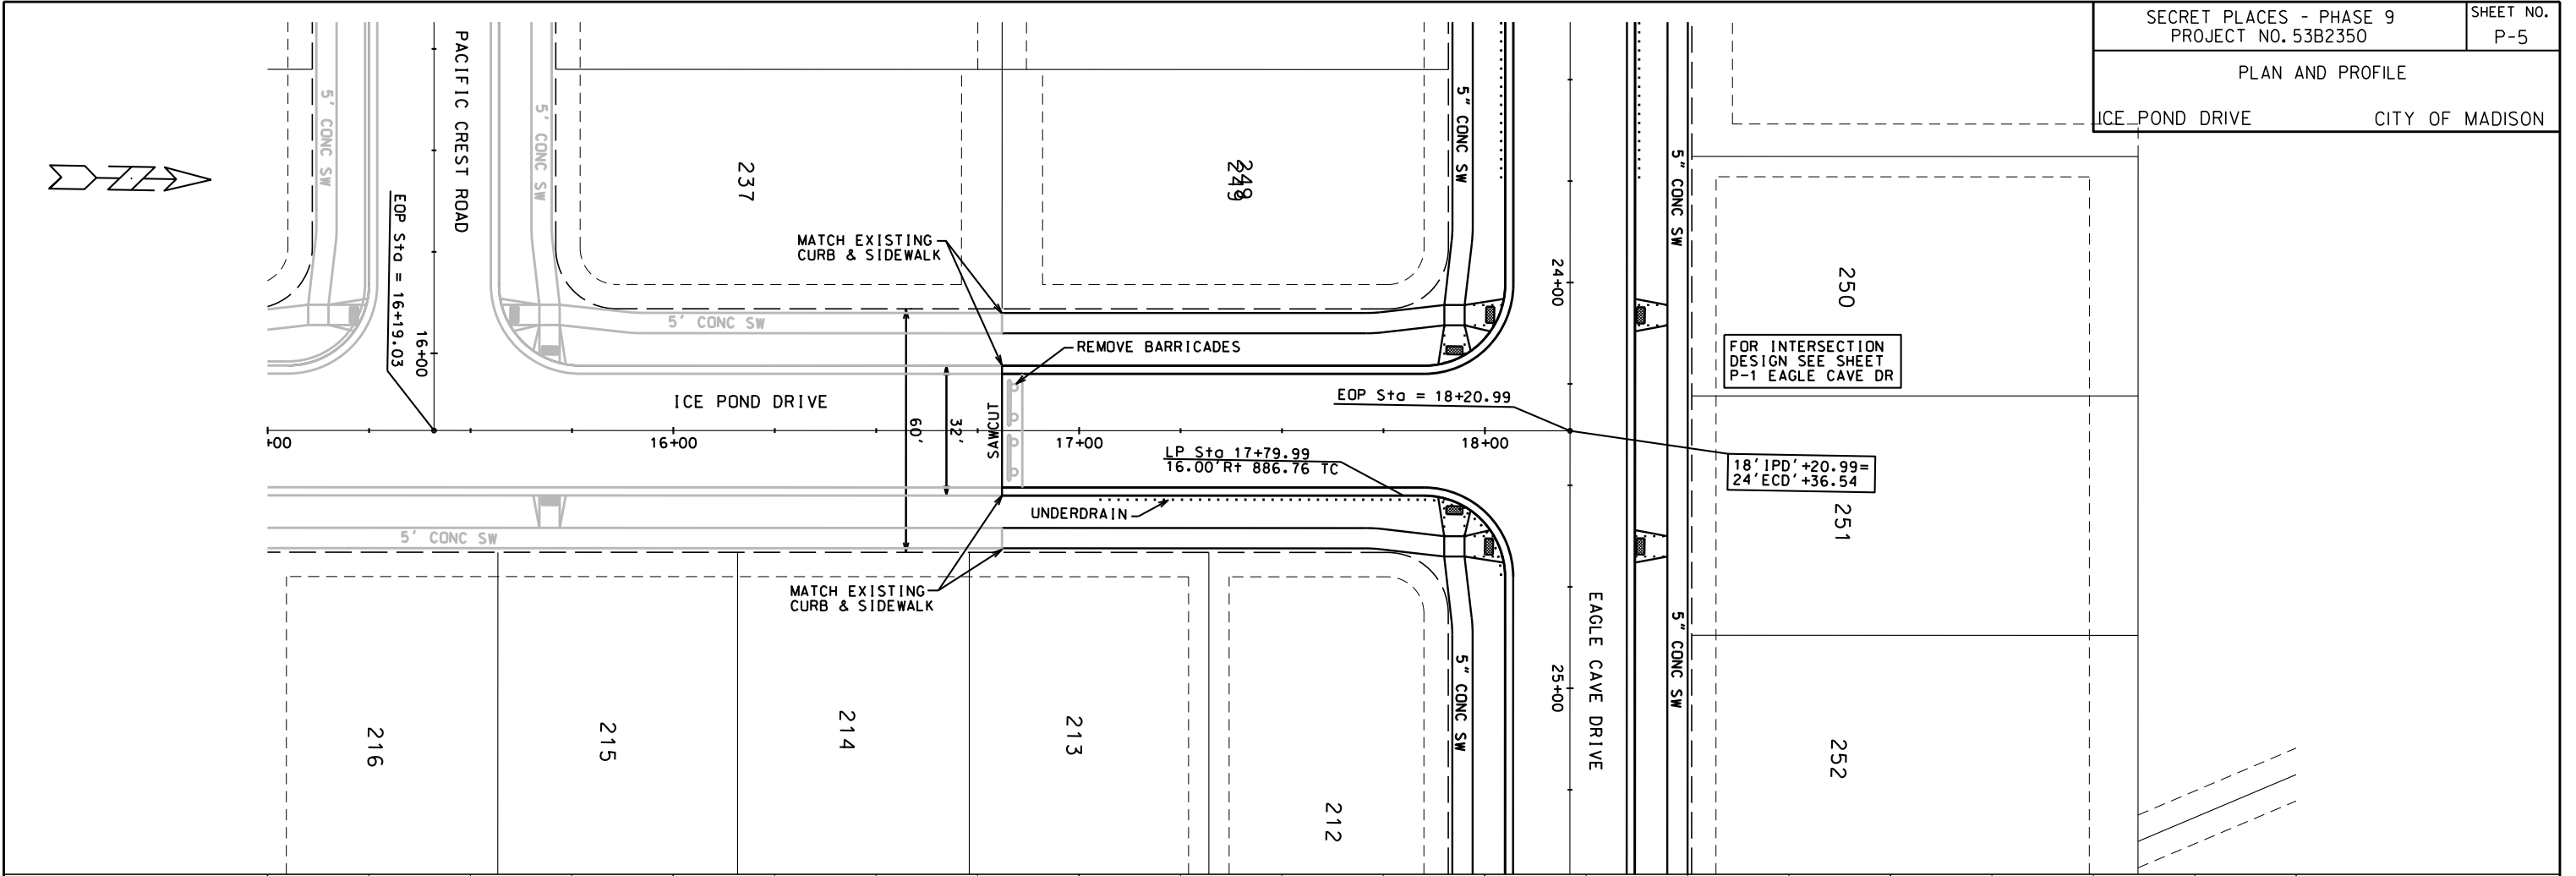 SECRET PLACES - PHASE 9
PROJECT NO. 53B2350
SHEET NO.
P-5
PLAN AND PROFILE
ICE POND DRIVE
CITY OF MADISON
5' CONC SW
PACIFIC CREST ROAD
5' CONC SW
EOP Sta = 16+19.03
16+00
237
249
248
5" CONC SW
5" CONC SW
24+00
250
MATCH EXISTING
CURB & SIDEWALK
5' CONC SW
REMOVE BARRICADES
FOR INTERSECTION
DESIGN SEE SHEET
P-1 EAGLE CAVE DR
ICE POND DRIVE
SAWCUT
60'
32'
EOP Sta = 18+20.99
+00
16+00
17+00
18+00
LP Sta 17+79.99
16.00'Rt 886.76 TC
18'IPD'+20.99=
24'ECD'+36.54
UNDERDRAIN
251
5' CONC SW
MATCH EXISTING
CURB & SIDEWALK
EAGLE CAVE DRIVE
25+00
5" CONC SW
5" CONC SW
216
215
214
213
212
252